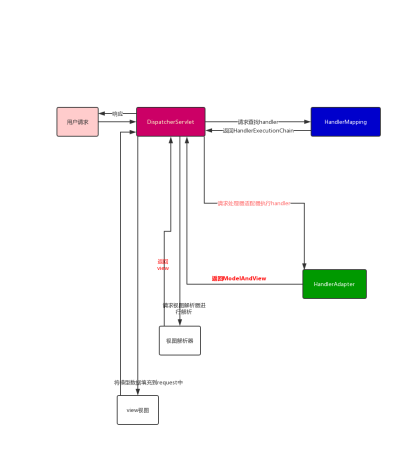 响应
用户请求
DispatcherServlet
请求查找handler
返回HandlerExecutionChain
HandlerMapping
请求处理器适配器执行handler
返回
view
返回ModelAndView
HandlerAdapter
请求视图解析器进
行解析
视图解析器
将模型数据填充到request中
view视图